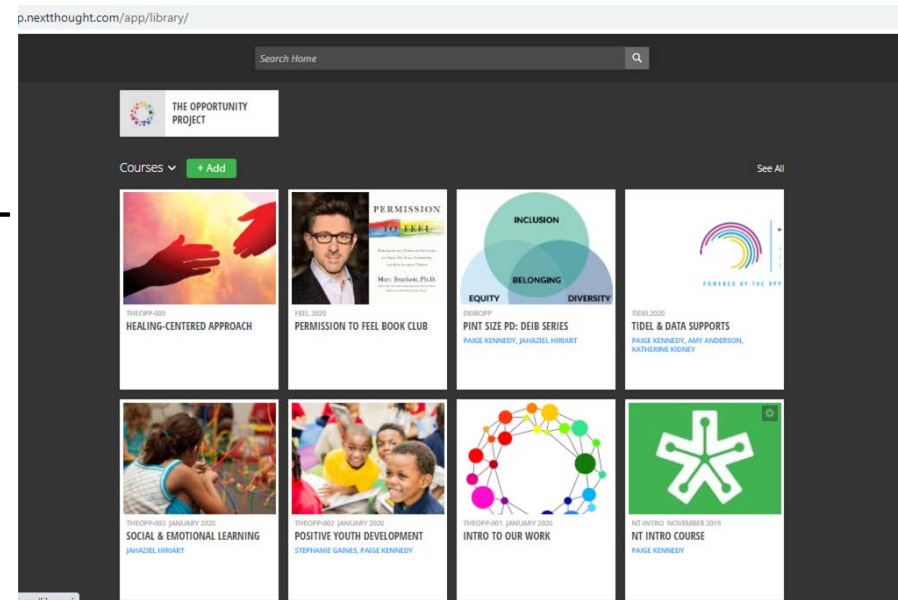 p.nextthought.com/app/library/
Search Home
THE OPPORTUNITY
PROJECT
Courses
+ Add
See All
PERMISSION
TO FEEL
Marc Brackett, Ph.D.
INCLUSION
BELONGING
EQUITY
DIVERSITY
POWERED BY THE OPP
THEOPP-005
HEALING-CENTERED APPROACH
FEEL 2020
PERMISSION TO FEEL BOOK CLUB
DEIBOPP
PINT SIZE PD: DEIB SERIES
PAIGE KENNEDY, JAHAZIEL HIRIART
TIDEL2020
TIDEL & DATA SUPPORTS
PAIGE KENNEDY, AMY ANDERSON,
KATHERINE KIDNEY
THEOPP-003 JANUARY 2020
SOCIAL & EMOTIONAL LEARNING
JAHAZIEL HIRIART
THEOPP-002 JANUARY 2020
POSITIVE YOUTH DEVELOPMENT
STEPHANIE GAINES, PAIGE KENNEDY
THEOPP-001 JANUARY 2020
INTRO TO OUR WORK
NT-INTRO NOVEMBER 2019
NT INTRO COURSE
PAIGE KENNEDY